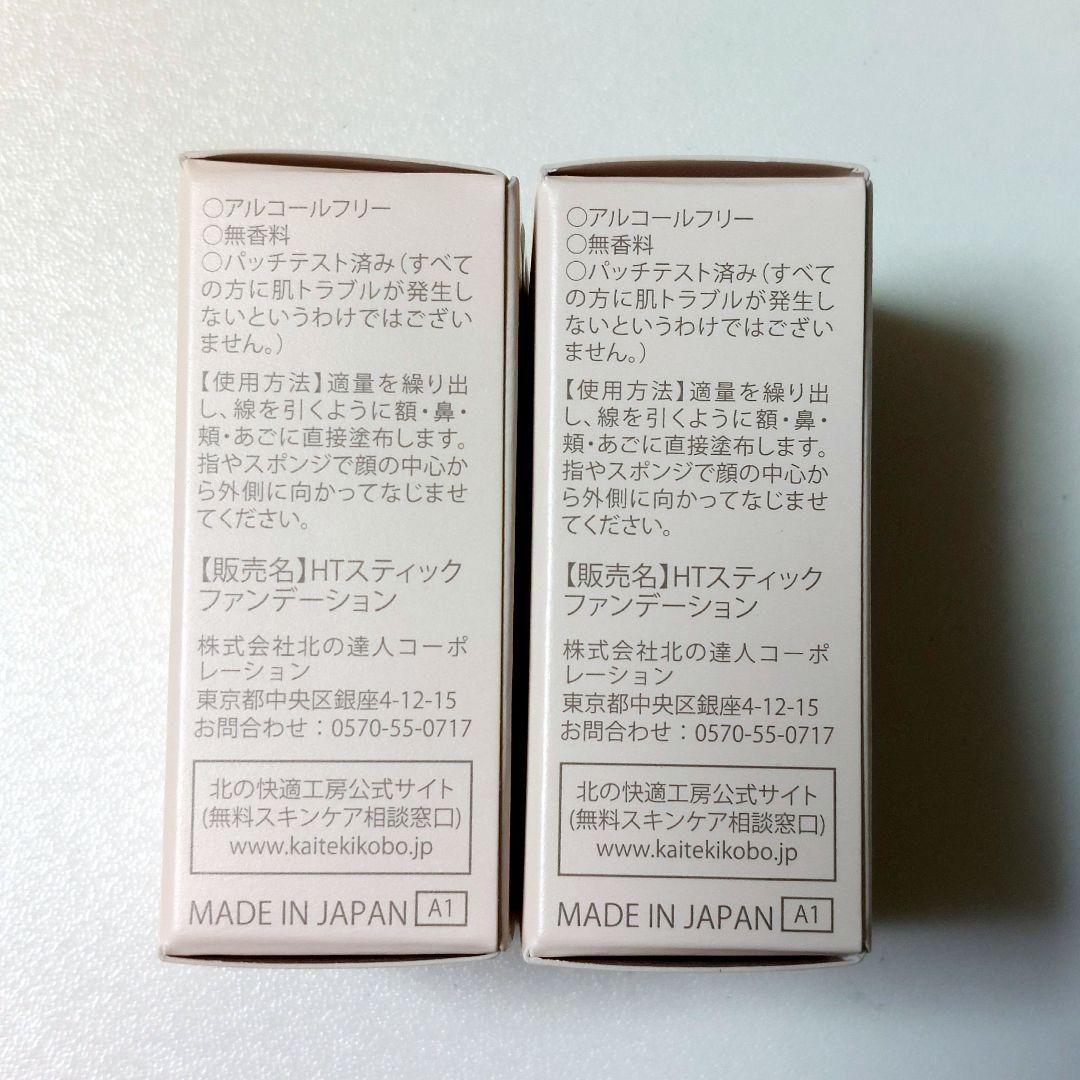 ○アルコールフリー
○無香料
○パッチテスト済み（すべて
の方に肌トラブルが発生し
ないというわけではござい
ません。）
【使用方法】適量を繰り出
し、線を引くように額・鼻・
頬・あごに直接塗布します。
指やスポンジで顔の中心か
ら外側に向かってなじませ
てください。
【販売名】HTスティック
ファンデーション
株式会社北の達人コーポ
レーション
東京都中央区銀座4-12-15
お問合わせ：0570-55-0717
北の快適工房公式サイト
(無料スキンケア相談窓口)
www.kaitekikobo.jp
MADE IN JAPAN A1
○アルコールフリー
○無香料
○パッチテスト済み（すべて
の方に肌トラブルが発生し
ないというわけではござい
ません。）
【使用方法】適量を繰り出
し、線を引くように額・鼻・
頬・あごに直接塗布します。
指やスポンジで顔の中心か
ら外側に向かってなじませ
てください。
【販売名】HTスティック
ファンデーション
株式会社北の達人コーポ
レーション
東京都中央区銀座4-12-15
お問合わせ：0570-55-0717
北の快適工房公式サイト
(無料スキンケア相談窓口)
www.kaitekikobo.jp
MADE IN JAPAN A1